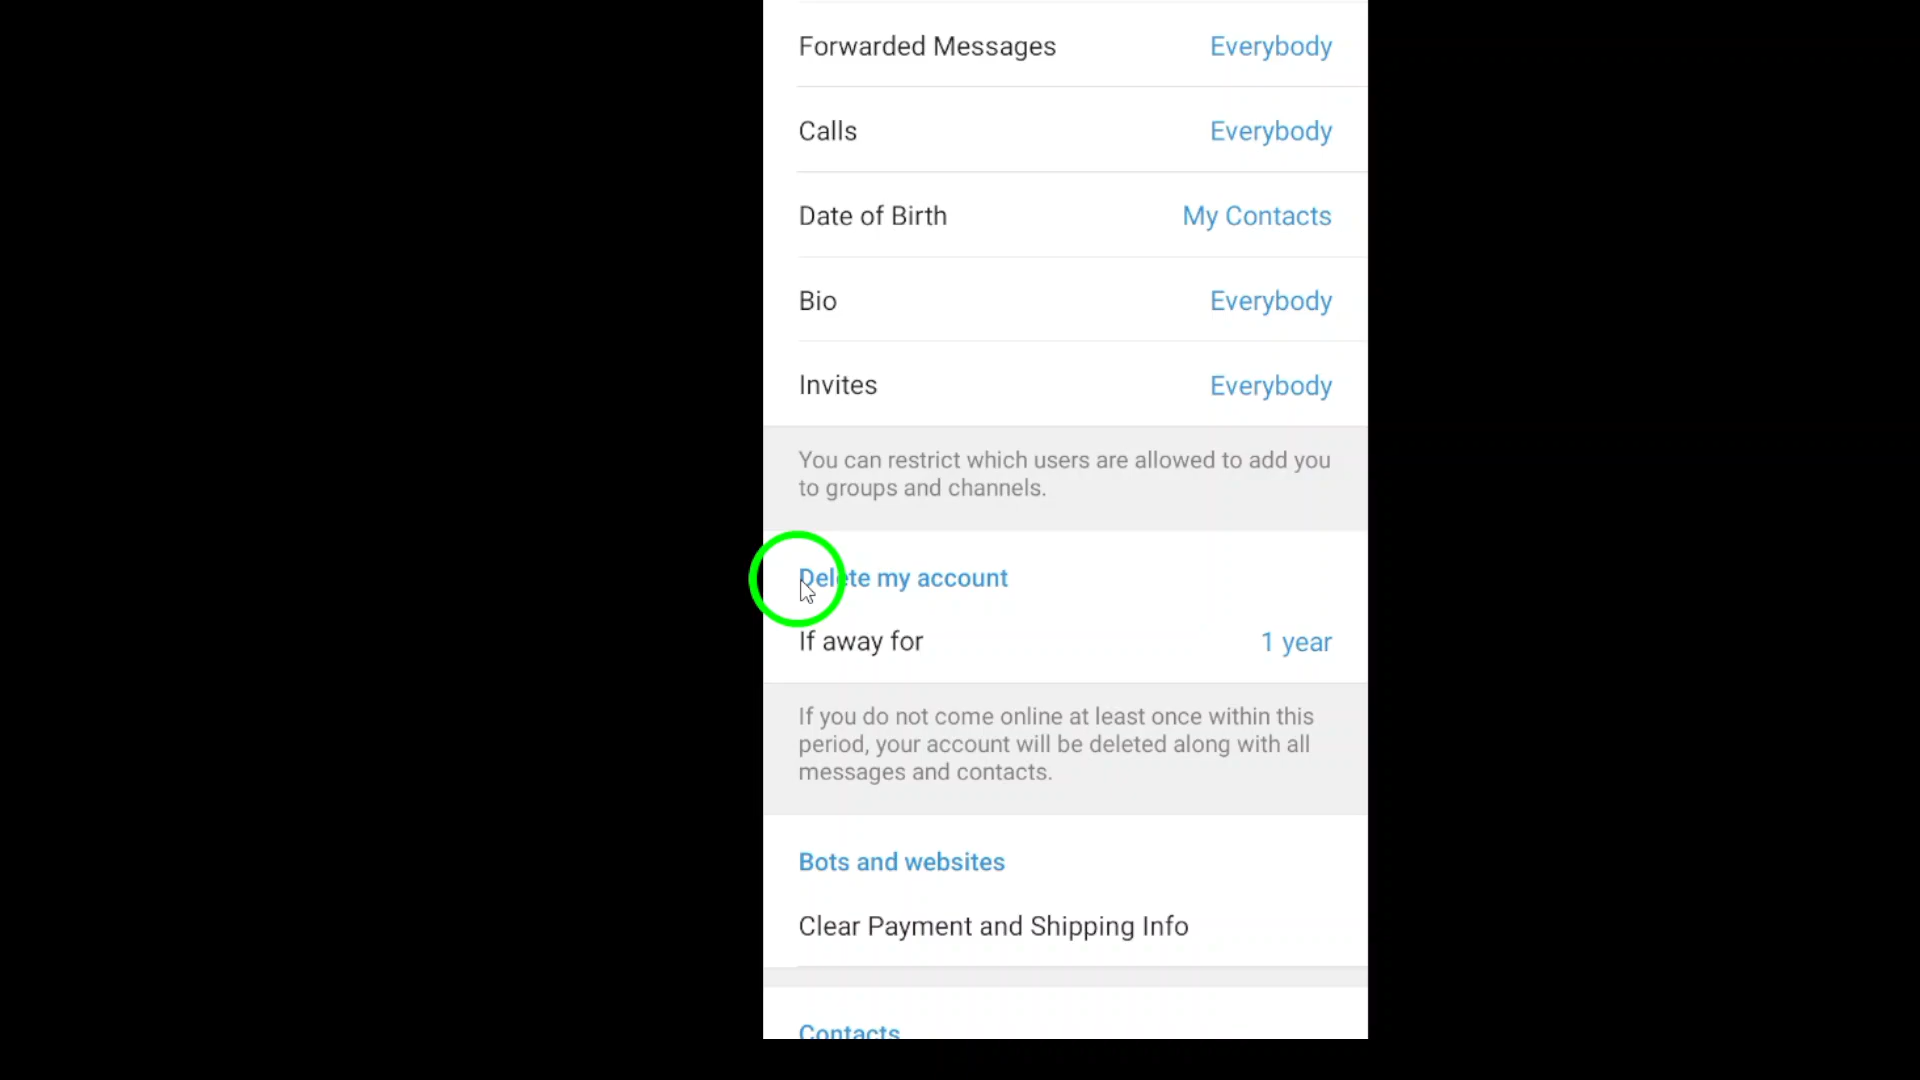 Forwarded Messages Everybody
Calls Everybody
Date of Birth My Contacts
Bio Everybody
Invites Everybody
You can restrict which users are allowed to add you
to groups and channels.
Delete my account
If away for 1 year
If you do not come online at least once within this
period, your account will be deleted along with all
messages and contacts.
Bots and websites
Clear Payment and Shipping Info
Contacts